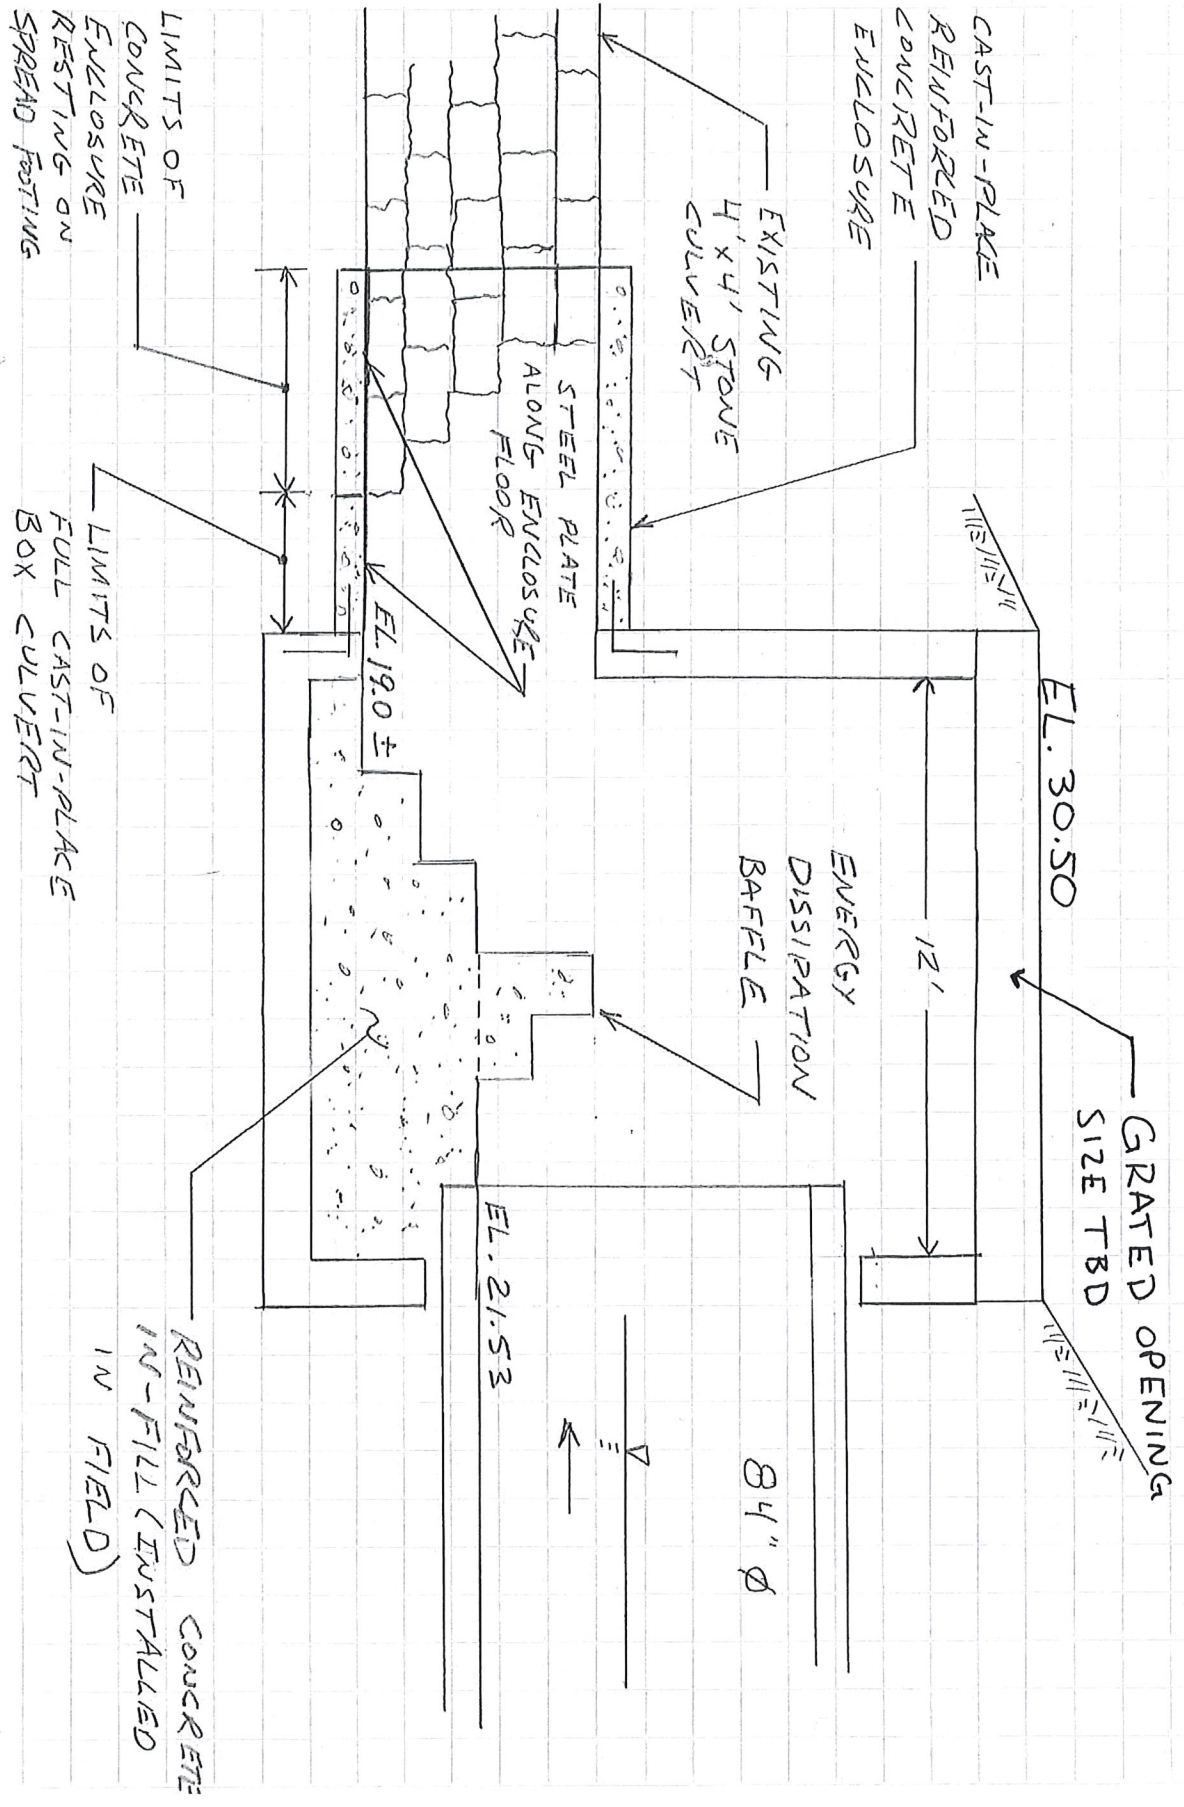 CAST-IN-PLACE
REINFORCED
CONCRETE
ENCLOSURE
EXISTING
4' x 4' STONE
CULVERT
STEEL PLATE
ALONG ENCLOSURE
FLOOR
LIMITS OF
CONCRETE
ENCLOSURE
RESTING ON
SPREAD FOOTING
LIMITS OF
FULL CAST-IN-PLACE
BOX CULVERT
EL. 19.0 ±
EL. 30.50
12'
ENERGY
DISSIPATION
BAFFLE
GRATED OPENING
SIZE TBD
EL. 21.53
84" Ø
REINFORCED CONCRETE
IN-FILL (INSTALLED
IN FIELD)